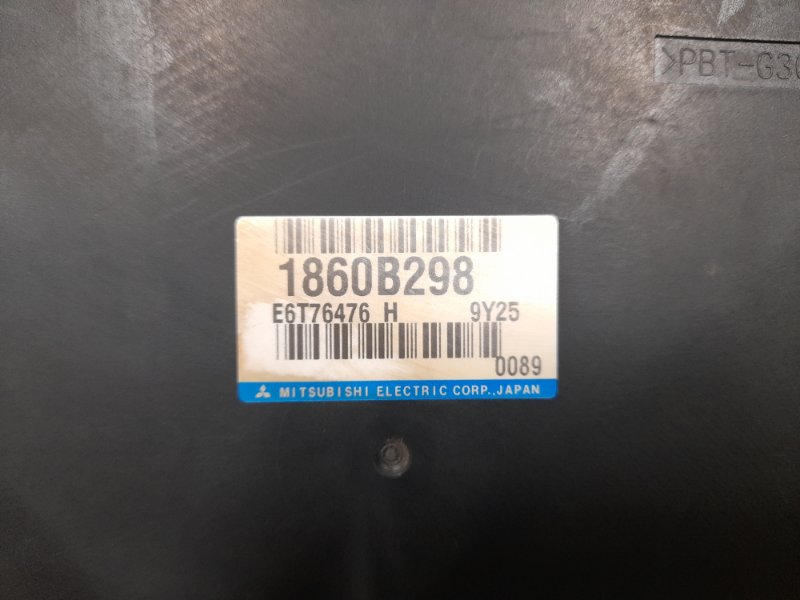 >PBT-G30
1860B298
E6T76476 H 9Y25
0089
MITSUBISHI ELECTRIC CORP.,JAPAN